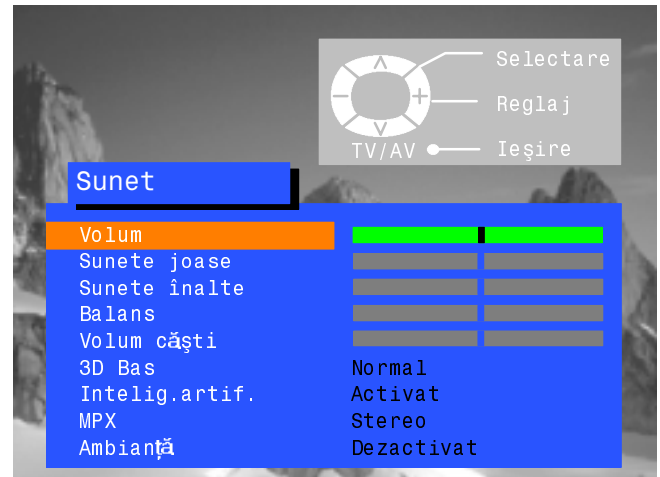 Selectare
Reglaj
TV/AV Ieşire
Sunet
Volum
Sunete joase
Sunete înalte
Balans
Volum căşti
3D Bas Normal
Intelig.artif. Activat
MPX Stereo
Ambianţă Dezactivat